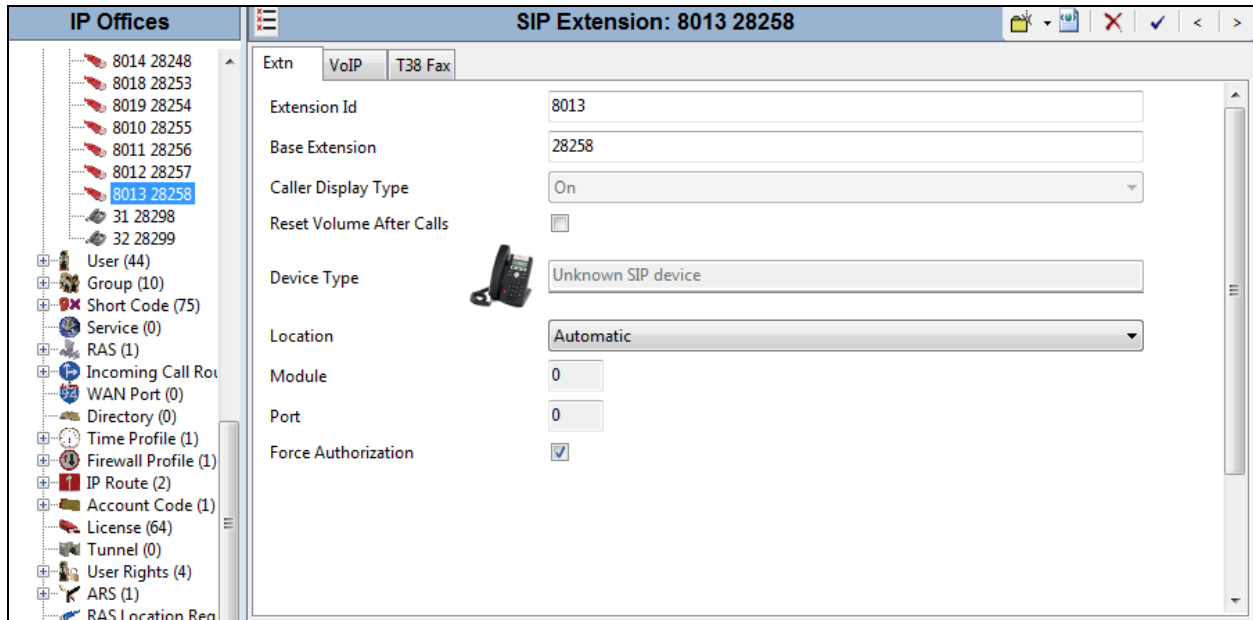 IP Offices
8014 28248
8018 28253
8019 28254
8010 28255
8011 28256
8012 28257
8013 28258
31 28298
32 28299
User (44)
Group (10)
Short Code (75)
Service (0)
RAS (1)
Incoming Call Rou
WAN Port (0)
Directory (0)
Time Profile (1)
Firewall Profile (1)
IP Route (2)
Account Code (1)
License (64)
Tunnel (0)
User Rights (4)
ARS (1)
RAS Location Req
SIP Extension: 8013 28258
Extn VoIP T38 Fax
Extension Id 8013
Base Extension 28258
Caller Display Type On
Reset Volume After Calls
Device Type Unknown SIP device
Location Automatic
Module 0
Port 0
Force Authorization